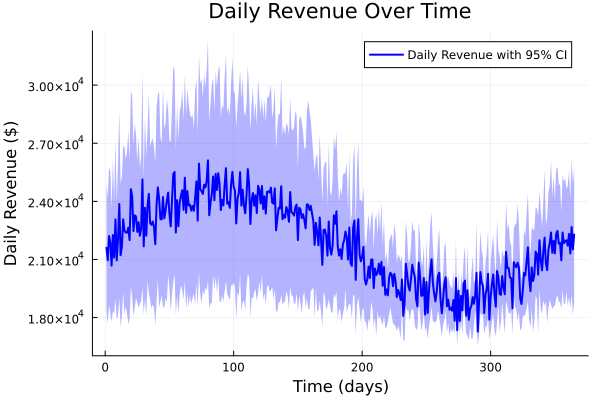 Daily Revenue Over Time
Daily Revenue with 95% CI
Daily Revenue ($)
3.00×10⁴
2.70×10⁴
2.40×10⁴
2.10×10⁴
1.80×10⁴
0 100 200 300
Time (days)